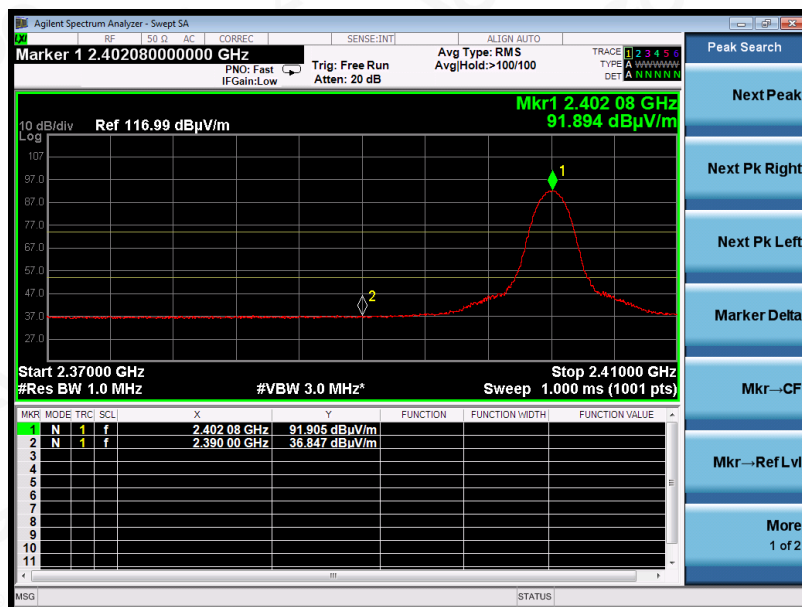 Agilent Spectrum Analyzer - Swept SA
LXI RF 50 Ω AC CORREC SENSE:INT ALIGN AUTO
Marker 1 2.402080000000 GHz
PNO: Fast
IFGain:Low
Trig: Free Run
Atten: 20 dB
Avg Type: RMS
Avg|Hold:>100/100
TRACE 1 2 3 4 5 6
TYPE A WWWWW
DET A N N N N N
Mkr1 2.402 08 GHz
91.894 dBµV/m
10 dB/div Ref 116.99 dBµV/m
Log
107
97.0
87.0
77.0
67.0
57.0
47.0
37.0
27.0
1
2
Start 2.37000 GHz Stop 2.41000 GHz
#Res BW 1.0 MHz #VBW 3.0 MHz* Sweep 1.000 ms (1001 pts)
MKR MODE TRC SCL X Y FUNCTION FUNCTION WIDTH FUNCTION VALUE
1 N 1 f 2.402 08 GHz 91.905 dBµV/m
2 N 1 f 2.390 00 GHz 36.847 dBµV/m
3
4
5
6
7
8
9
10
11
MSG STATUS
Peak Search
Next Peak
Next Pk Right
Next Pk Left
Marker Delta
Mkr→CF
Mkr→Ref Lvl
More
1 of 2